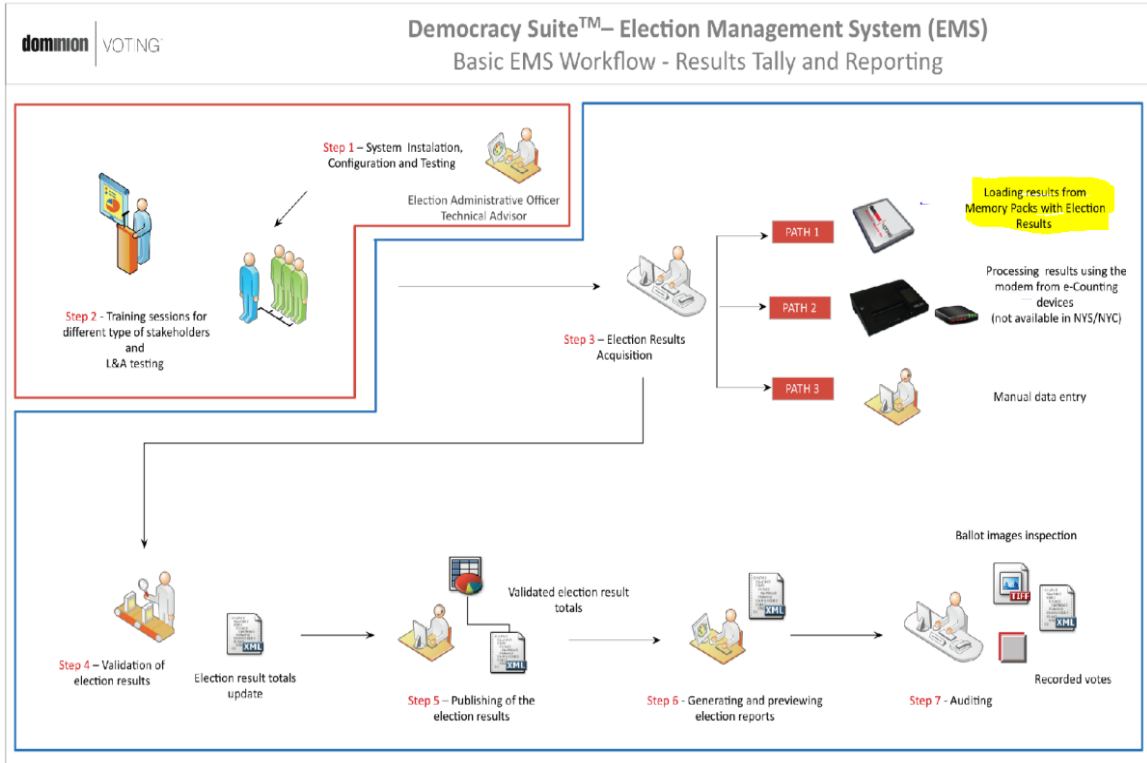 dominion VOTING
Democracy Suite™– Election Management System (EMS)
Basic EMS Workflow - Results Tally and Reporting
Step 1 – System Instalation,
Configuration and Testing
Election Administrative Officer
Technical Advisor
Step 2 - Training sessions for
different type of stakeholders
and
L&A testing
Step 3 – Election Results
Acquisition
PATH 1
Loading results from
Memory Packs with Election
Results
PATH 2
Processing results using the
modem from e-Counting
devices
(not available in NYS/NYC)
PATH 3
Manual data entry
Step 4 – Validation of
election results
XML
Election result totals
update
XML
Step 5 – Publishing of the
election results
Validated election result
totals
XML
Step 6 - Generating and previewing
election reports
Ballot images inspection
TIFF
XML
Recorded votes
Step 7 - Auditing